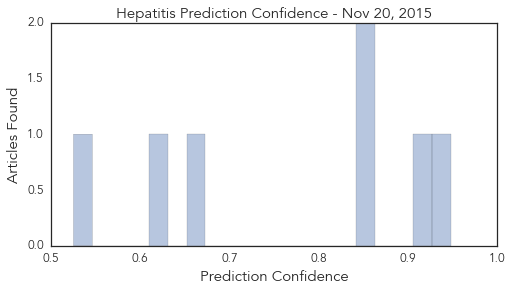 Hepatitis Prediction Confidence - Nov 20, 2015
Articles Found
2.0
1.5
1.0
0.5
0.0
0.5 0.6 0.7 0.8 0.9 1.0
Prediction Confidence